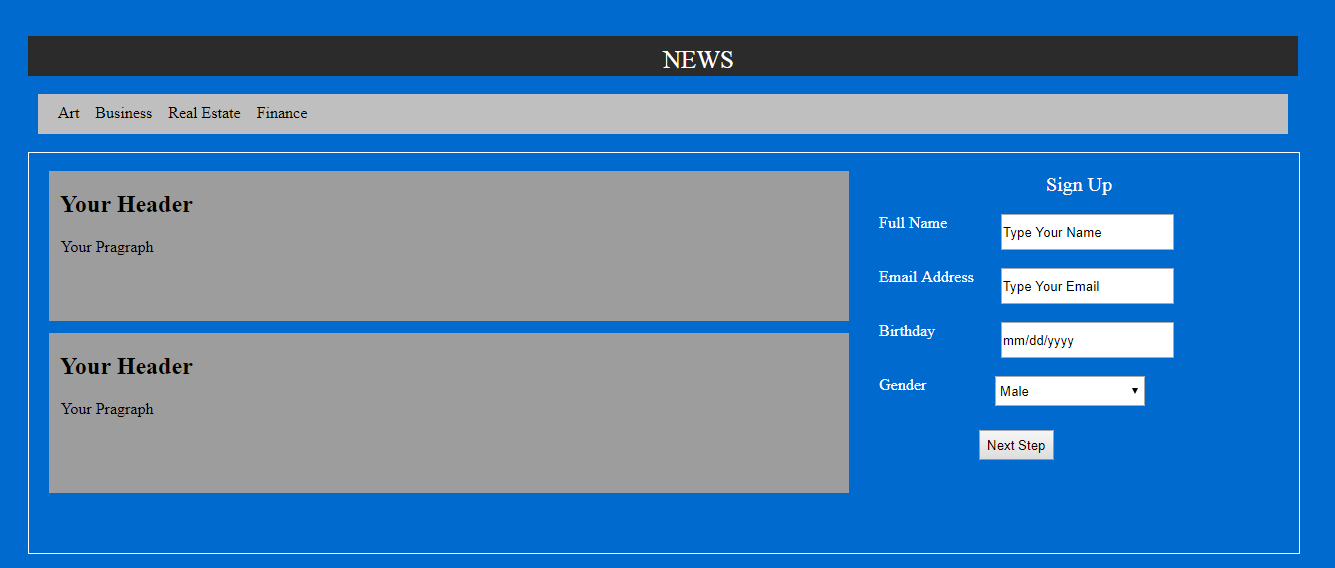 NEWS
Art Business Real Estate Finance
Your Header
Your Pragraph
Your Header
Your Pragraph
Sign Up
Full Name Type Your Name
Email Address Type Your Email
Birthday mm/dd/yyyy
Gender Male
Next Step